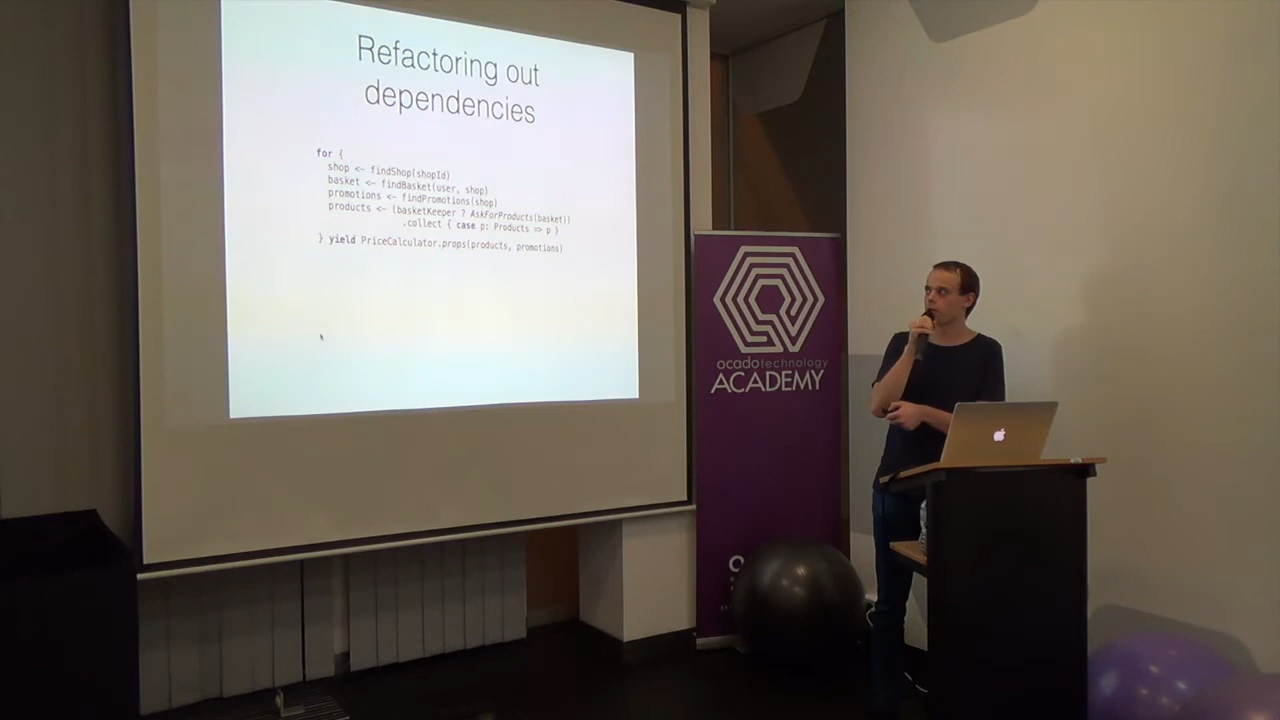 Refactoring out
dependencies
for {
shop <- findShop(shopId)
basket <- findBasket(user, shop)
promotions <- findPromotions(shop)
products <- (basketKeeper ? AskForProducts(basket))
.collect { case p: Products => p }
} yield PriceCalculator.props(products, promotions)
ocadotechnology
ACADEMY